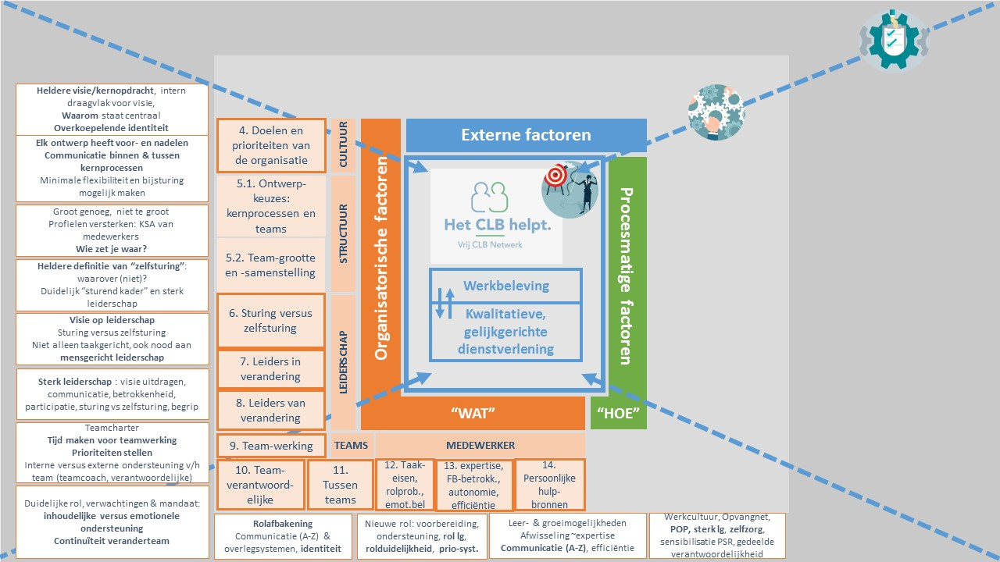 Heldere visie/kernopdracht, intern
draagvlak voor visie,
Waarom staat centraal
Overkoepelende identiteit
Elk ontwerp heeft voor- en nadelen
Communicatie binnen & tussen
kernprocessen
Minimale flexibiliteit en bijsturing
mogelijk maken
Groot genoeg, niet te groot
Profielen versterken: KSA van
medewerkers
Wie zet je waar?
Heldere definitie van “zelfsturing”:
waarover (niet)?
Duidelijk “sturend kader” en sterk
leiderschap
Visie op leiderschap
Sturing versus zelfsturing
Niet alleen taakgericht, ook nood aan
mensgericht leiderschap
Sterk leiderschap : visie uitdragen,
communicatie, betrokkenheid,
participatie, sturing vs zelfsturing, begrip
Teamcharter
Tijd maken voor teamwerking
Prioriteiten stellen
Interne versus externe ondersteuning v/h
team (teamcoach, verantwoordelijke)
Duidelijke rol, verwachtingen & mandaat:
inhoudelijke versus emotionele
ondersteuning
Continuïteit veranderteam
4. Doelen en
prioriteiten van
de organisatie
5.1. Ontwerp-
keuzes:
kernprocessen en
teams
5.2. Team-grootte
en -samenstelling
6. Sturing versus
zelfsturing
7. Leiders in
verandering
8. Leiders van
verandering
9. Team-werking
CULTUUR
STRUCTUUR
LEIDERSCHAP
TEAMS
MEDEWERKER
Organisatorische factoren
Externe factoren
Procesmatige factoren
Het CLB helpt.
Vrij CLB Netwerk
Werkbeleving
Kwalitatieve,
gelijkgerichte
dienstverlening
“WAT”
“HOE”
10. Team-
verantwoord-
elijke
11.
Tussen
teams
12. Taak-
eisen,
rolprob.,
emot.bel
13. expertise,
FB-betrokk.,
autonomie,
efficiëntie
14.
Persoonlijke
hulp-
bronnen
Rolafbakening
Communicatie (A-Z) &
overlegsystemen, identiteit
Nieuwe rol: voorbereiding,
ondersteuning, rol lg,
rolduidelijkheid, prio-syst.
Leer- & groeimogelijkheden
Afwisseling~expertise
Communicatie (A-Z), efficiëntie
Werkcultuur, Opvangnet,
POP, sterk lg, zelfzorg,
sensibilisatie PSR, gedeelde
verantwoordelijkheid